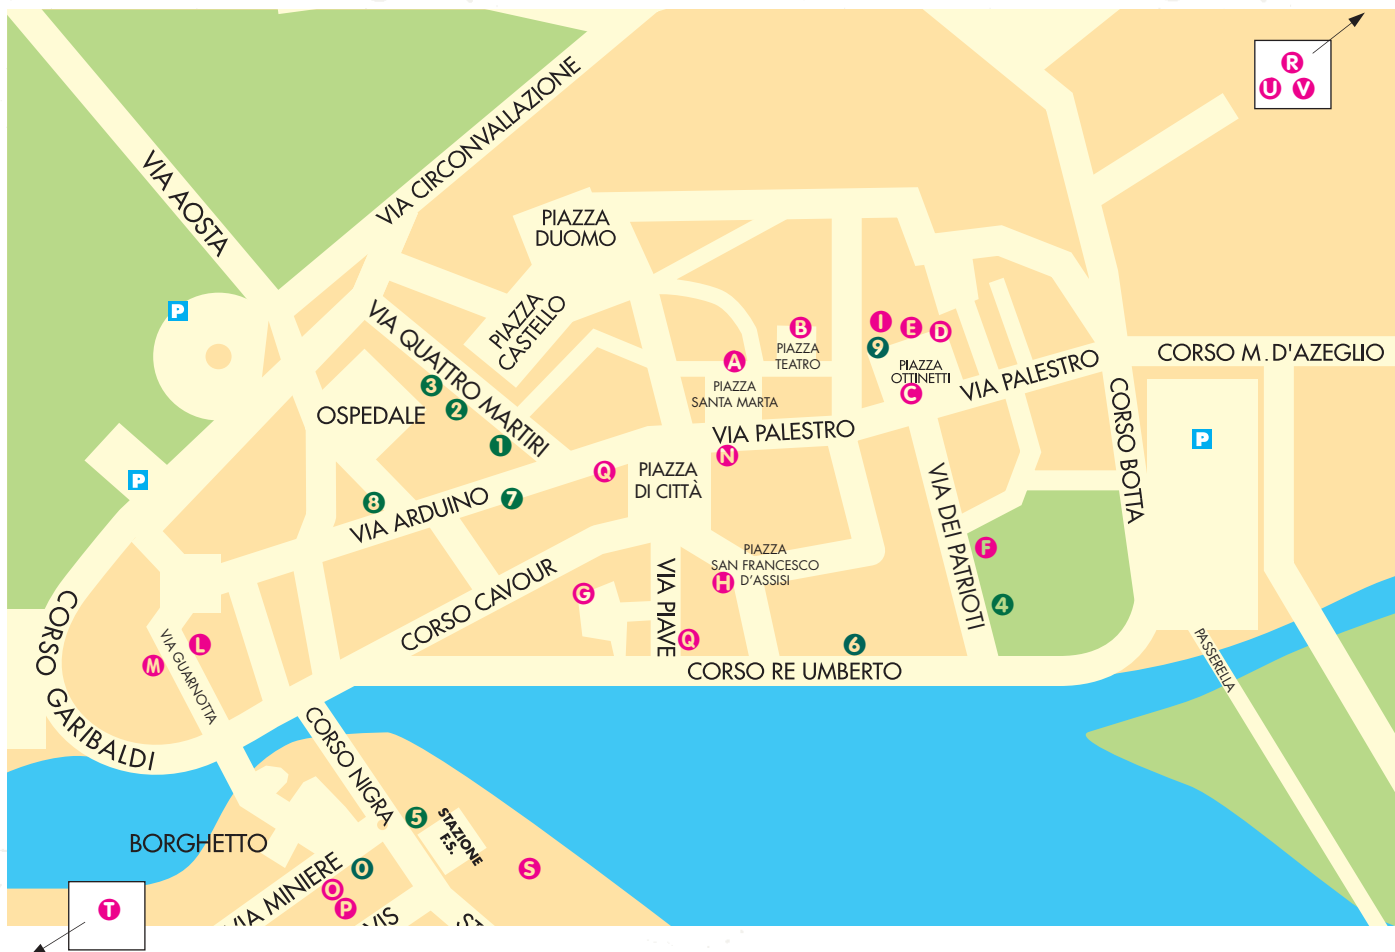 R
U V
VIA CIRCONVALLAZIONE
VIA AOSTA
PIAZZA
DUOMO
P
PIAZZA
CASTELLO
VIA QUATTRO MARTIRI
B
I
E
D
PIAZZA
TEATRO
9
A
PIAZZA
SANTA MARTA
PIAZZA
OTTINETTI
C
VIA PALESTRO
CORSO M. D'AZEGLIO
3
2
OSPEDALE
1
VIA PALESTRO
CORSO BOTTA
P
N
Q
PIAZZA
DI CITTÀ
P
8
7
VIA ARDUINO
VIA DEI PATRIOTI
F
PIAZZA
SAN FRANCESCO
D'ASSISI
H
VIA PIAVE
G
CORSO CAVOUR
4
CORSO GARIBALDI
L
M
VIA GUARNOTTA
Q
6
CORSO RE UMBERTO
PASSERELLA
CORSO NIGRA
5
STAZIONE
F.S.
BORGHETTO
0
S
VIA MINIERE
O
P
VIS
T